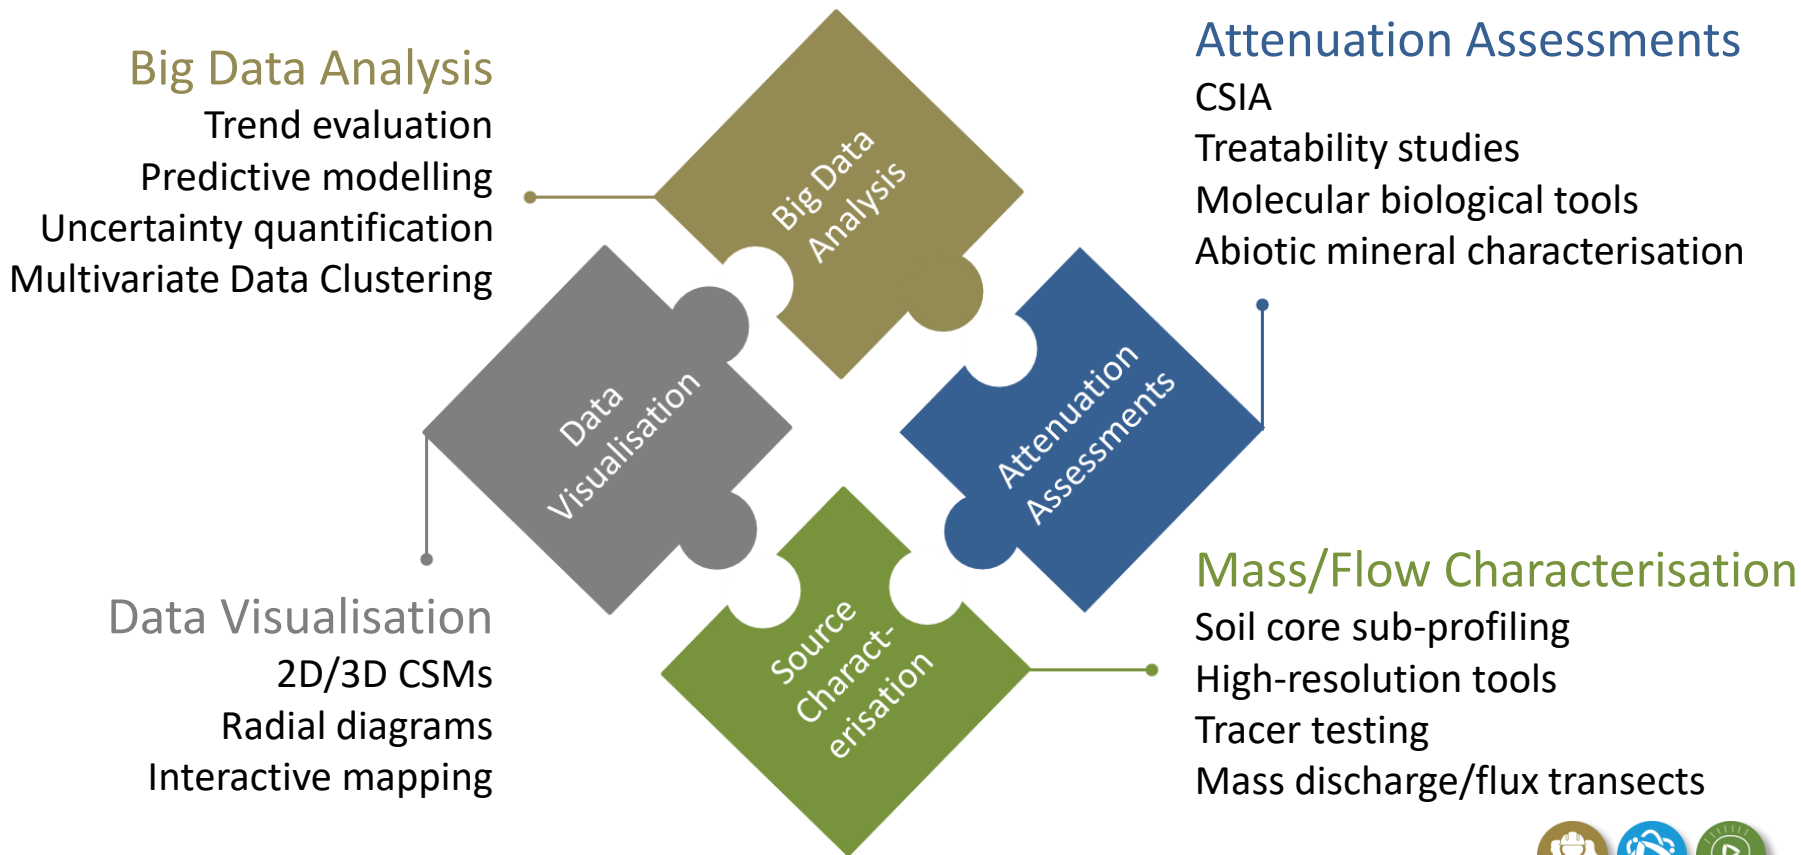 Big Data Analysis
Trend evaluation
Predictive modelling
Uncertainty quantification
Multivariate Data Clustering
Attenuation Assessments
CSIA
Treatability studies
Molecular biological tools
Abiotic mineral characterisation
Big Data
Analysis
Data
Visualisation
Attenuation
Assessments
Source
Charact-
erisation
Data Visualisation
2D/3D CSMs
Radial diagrams
Interactive mapping
Mass/Flow Characterisation
Soil core sub-profiling
High-resolution tools
Tracer testing
Mass discharge/flux transects